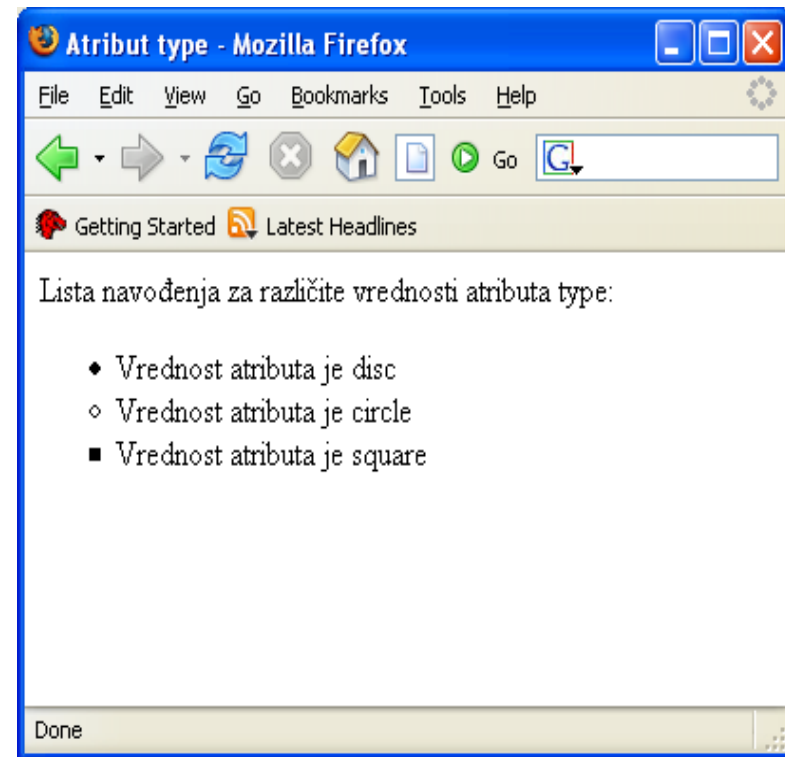 Atribut type - Mozilla Firefox
File Edit View Go Bookmarks Tools Help
Go G
Getting Started Latest Headlines
Lista navođenja za različite vrednosti atributa type:
Vrednost atributa je disc
Vrednost atributa je circle
Vrednost atributa je square
Done